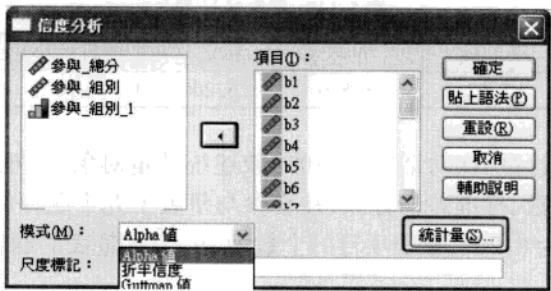 信度分析
參與_總分
參與_組別
參與_組別_1
項目(I)：
b1
b2
b3
b4
b5
b6
b7
確定
貼上語法(P)
重設(R)
取消
輔助說明
統計量(S)...
模式(M)：
Alpha 值
Alpha 值
折半信度
Guttman 值
尺度標記：